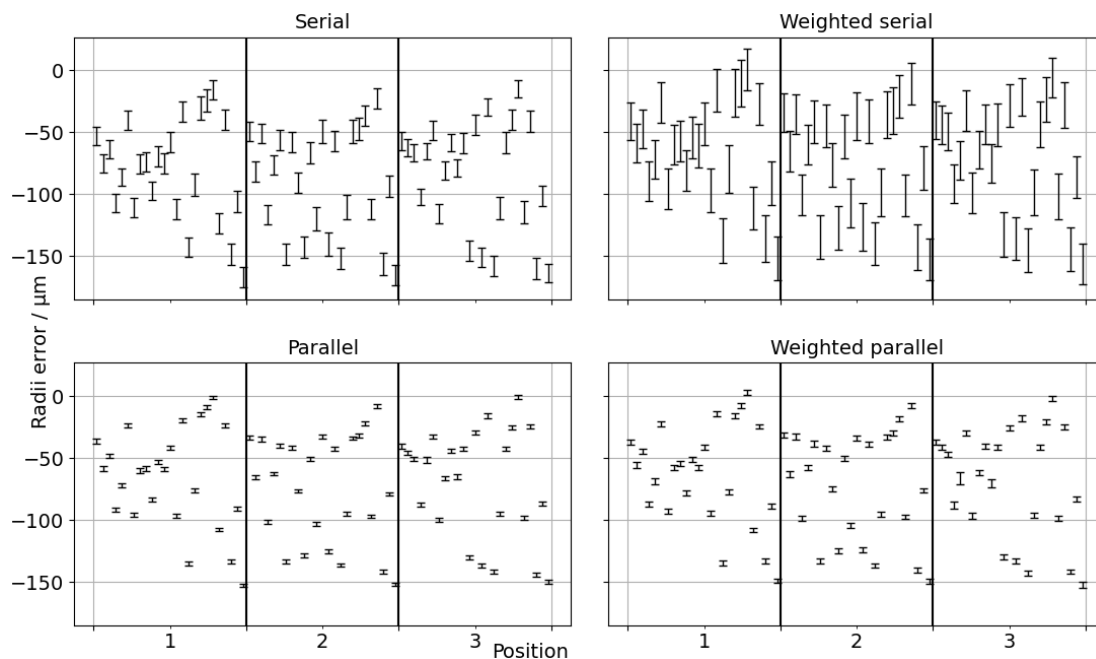 Serial
Weighted serial
0
−50
−100
−150
Radii error / µm
Parallel
Weighted parallel
0
−50
−100
−150
1
2
3
1
2
3
Position